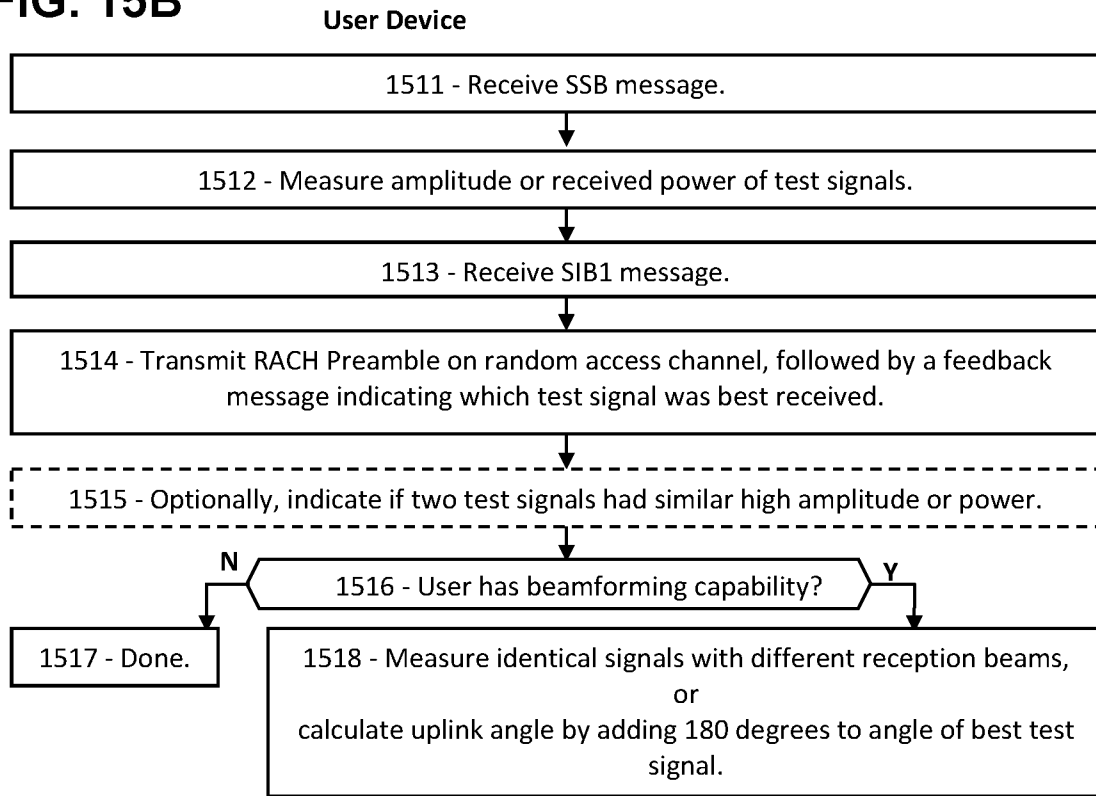 FIG. 15B
User Device
1511 - Receive SSB message.
1512 - Measure amplitude or received power of test signals.
1513 - Receive SIB1 message.
1514 - Transmit RACH Preamble on random access channel, followed by a feedback
message indicating which test signal was best received.
1515 - Optionally, indicate if two test signals had similar high amplitude or power.
N
1516 - User has beamforming capability?
Y
1517 - Done.
1518 - Measure identical signals with different reception beams,
or
calculate uplink angle by adding 180 degrees to angle of best test
signal.